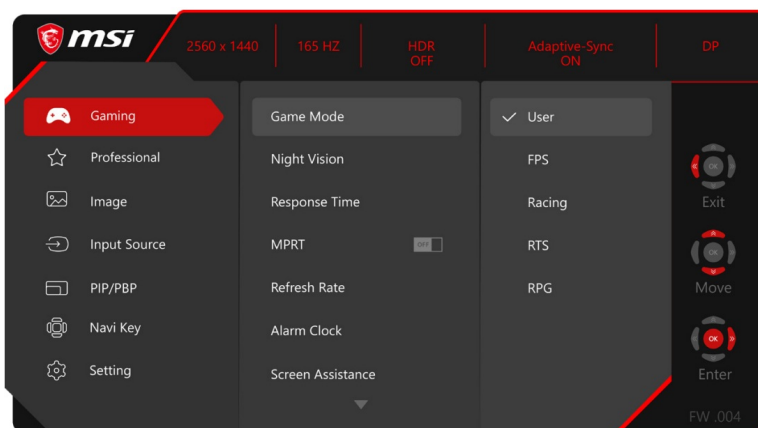 msi
2560 x 1440
165 HZ
HDR
OFF
Adaptive-Sync
ON
DP
Gaming
Professional
Image
Input Source
PIP/PBP
Navi Key
Setting
Game Mode
Night Vision
Response Time
MPRT
OFF
Refresh Rate
Alarm Clock
Screen Assistance
User
FPS
Racing
RTS
RPG
OK
Exit
OK
Move
OK
Enter
FW .004